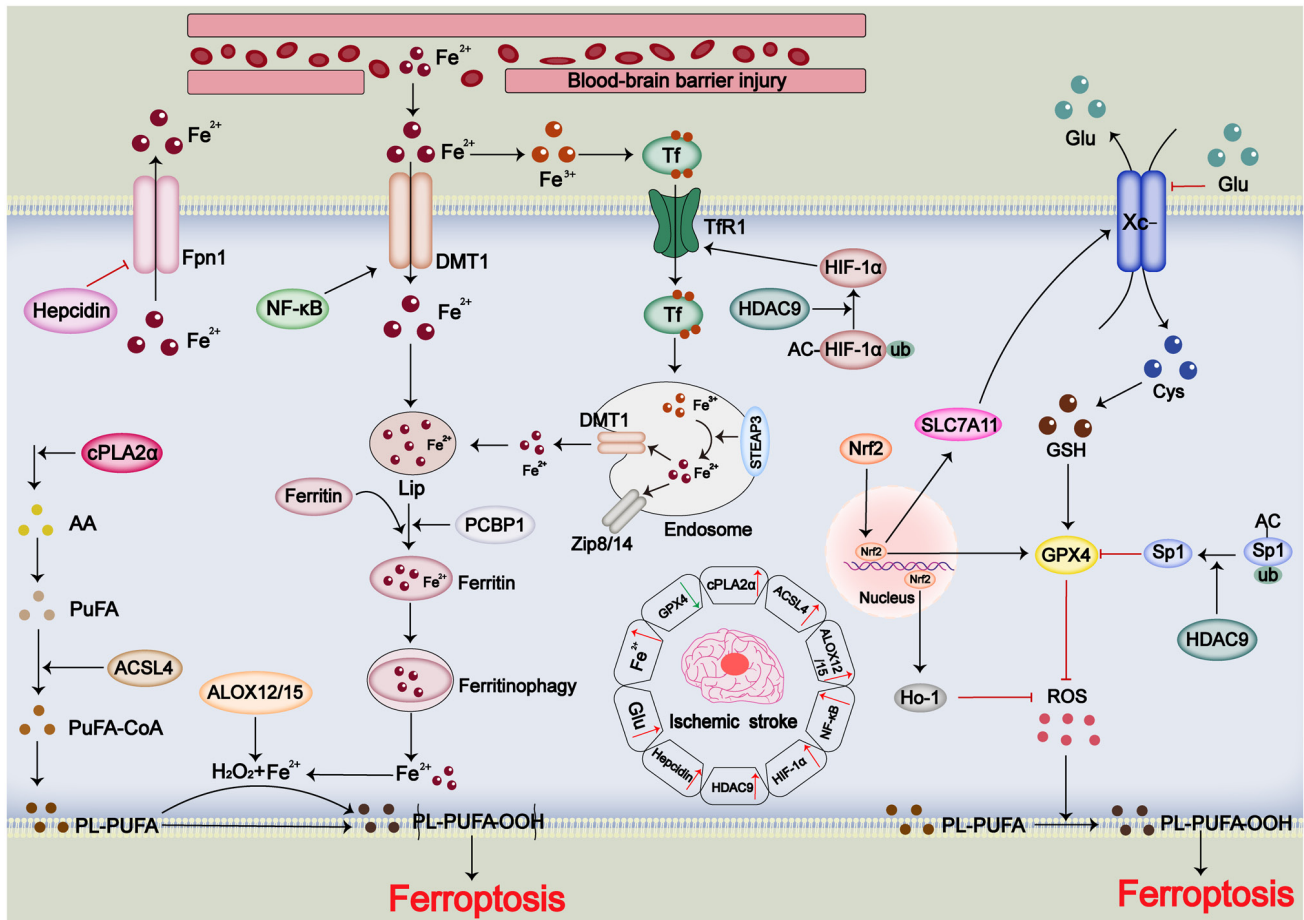 Fe2+
Blood-brain barrier injury
Fe2+
Fe2+
Fe3+
Tf
Glu
Glu
Fpn1
DMT1
TfR1
Xc-
Hepcidin
NF-κB
Fe2+
Fe2+
Tf
HIF-1α
HDAC9
AC-HIF-1α ub
Cys
cPLA2α
Fe2+
Lip
Fe2+
DMT1
Fe3+
Fe2+
STEAP3
Zip8/14
Endosome
SLC7A11
Nrf2
GSH
AA
Ferritin
PCBP1
Nrf2
Nrf2
Nucleus
GPX4
Sp1
AC
Sp1
ub
HDAC9
Fe2+
Ferritin
PuFA
ACSL4
PuFA-CoA
ALOX12/15
Ferritinophagy
H2O2+Fe2+
Fe2+
GPX4
cPLA2α
ACSL4
ALOX12
/15
NF-κB
HIF-1α
HDAC9
Hepcidin
Glu
Fe2+
Ischemic stroke
Ho-1
ROS
PL-PUFA
PL-PUFA-OOH
PL-PUFA
PL-PUFA-OOH
Ferroptosis
Ferroptosis